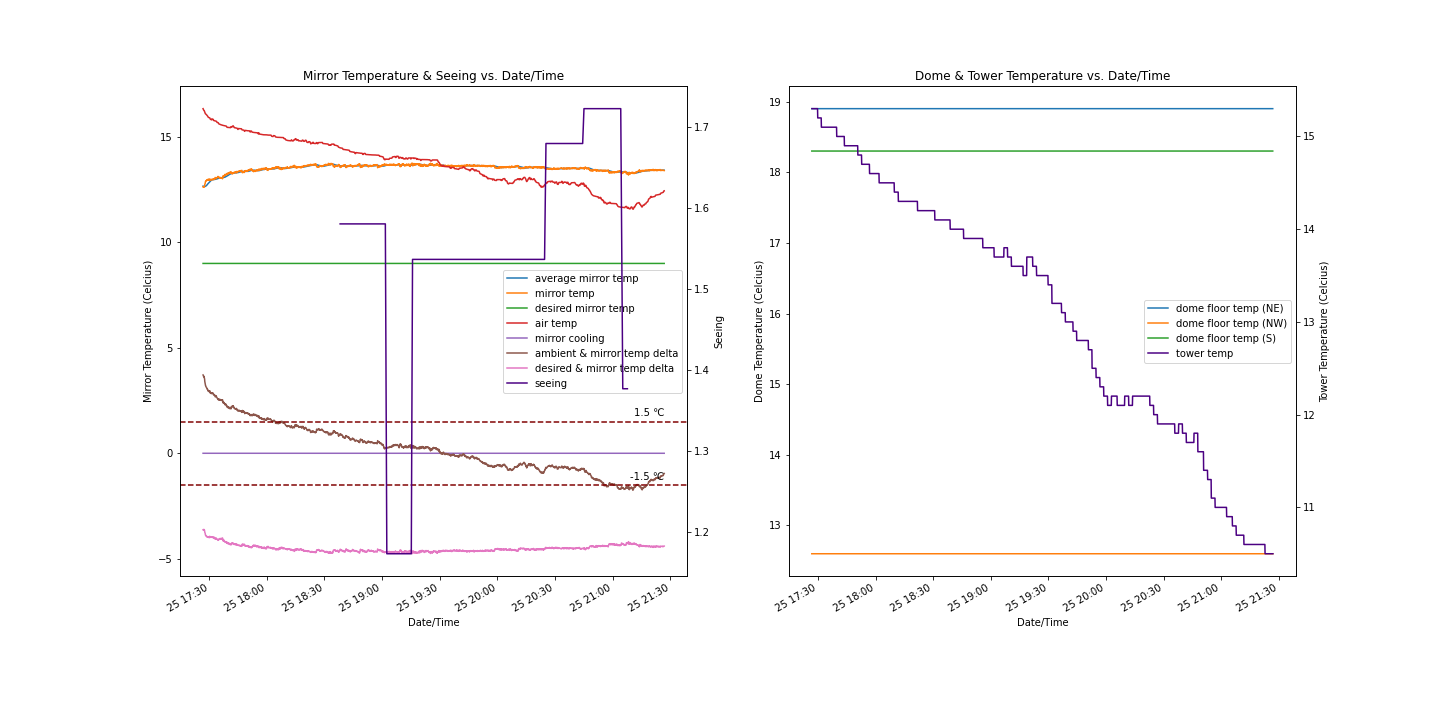 Mirror Temperature & Seeing vs. Date/Time
Mirror Temperature (Celcius)
15
10
5
0
−5
1.7
1.6
1.5
1.4
1.3
1.2
Seeing
average mirror temp
mirror temp
desired mirror temp
air temp
mirror cooling
ambient & mirror temp delta
desired & mirror temp delta
seeing
1.5 ℃
-1.5 ℃
25 17:30
25 18:00
25 18:30
25 19:00
25 19:30
25 20:00
25 20:30
25 21:00
25 21:30
Date/Time
Dome & Tower Temperature vs. Date/Time
Dome Temperature (Celcius)
19
18
17
16
15
14
13
15
14
13
12
11
Tower Temperature (Celcius)
dome floor temp (NE)
dome floor temp (NW)
dome floor temp (S)
tower temp
25 17:30
25 18:00
25 18:30
25 19:00
25 19:30
25 20:00
25 20:30
25 21:00
25 21:30
Date/Time